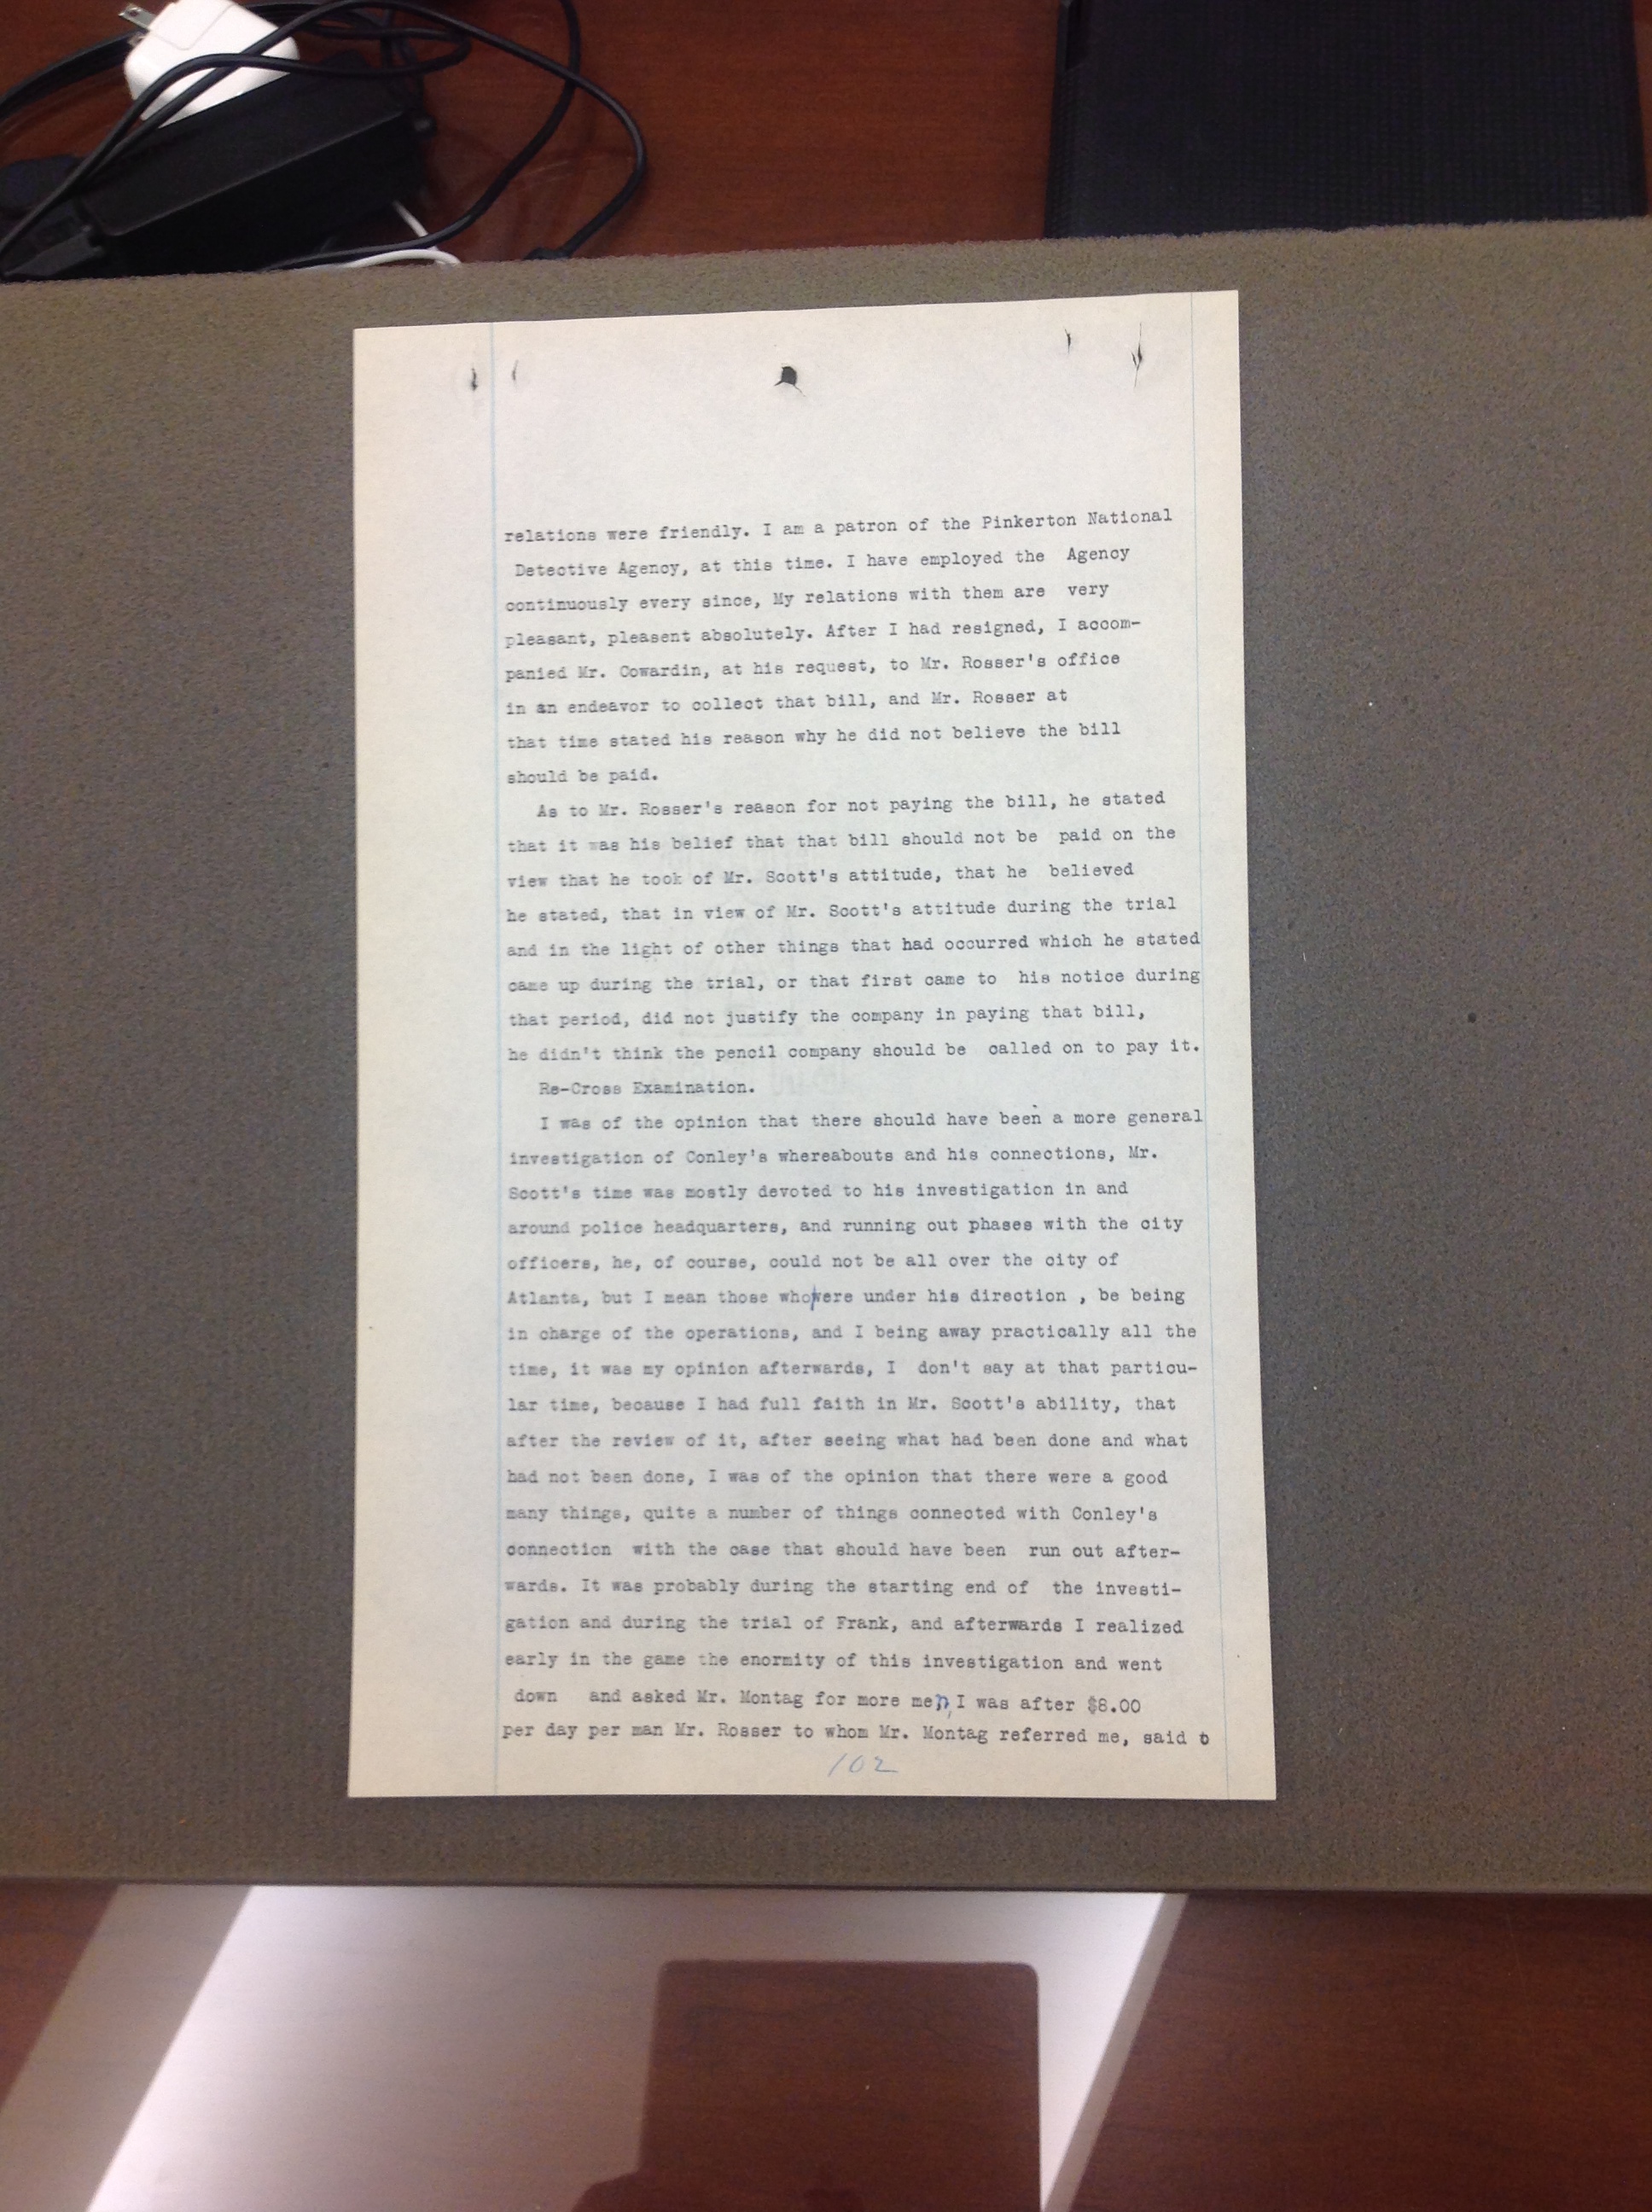 relations were friendly. I am a patron of the Pinkerton National
Detective Agency, at this time. I have employed the Agency
continuously every since, My relations with them are very
pleasant, pleasent absolutely. After I had resigned, I accom-
panied Mr. Cowardin, at his request, to Mr. Rosser's office
in an endeavor to collect that bill, and Mr. Rosser at
that time stated his reason why he did not believe the bill
should be paid.
As to Mr. Rosser's reason for not paying the bill, he stated
that it was his belief that that bill should not be paid on the
view that he took of Mr. Scott's attitude, that he believed
he stated, that in view of Mr. Scott's attitude during the trial
and in the light of other things that had occurred which he stated
came up during the trial, or that first came to his notice during
that period, did not justify the company in paying that bill,
he didn't think the pencil company should be called on to pay it.
Re-Cross Examination.
I was of the opinion that there should have been a more general
investigation of Conley's whereabouts and his connections, Mr.
Scott's time was mostly devoted to his investigation in and
around police headquarters, and running out phases with the city
officers, he, of course, could not be all over the city of
Atlanta, but I mean those who were under his direction , be being
in charge of the operations, and I being away practically all the
time, it was my opinion afterwards, I don't say at that particu-
lar time, because I had full faith in Mr. Scott's ability, that
after the review of it, after seeing what had been done and what
had not been done, I was of the opinion that there were a good
many things, quite a number of things connected with Conley's
connection with the case that should have been run out after-
wards. It was probably during the starting end of the investi-
gation and during the trial of Frank, and afterwards I realized
early in the game the enormity of this investigation and went
down and asked Mr. Montag for more men, I was after $8.00
per day per man Mr. Rosser to whom Mr. Montag referred me, said t
102